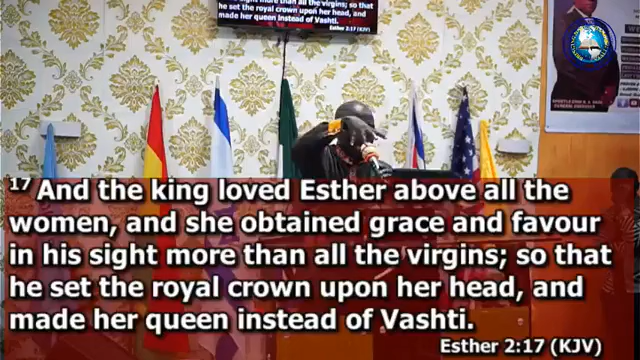 sight more than all the virgins; so that
he set the royal crown upon her head, and
made her queen instead of Vashti.
Esther 2:17 (KJV)
17 And the king loved Esther above all the
women, and she obtained grace and favour
in his sight more than all the virgins; so that
he set the royal crown upon her head, and
made her queen instead of Vashti.
Esther 2:17 (KJV)